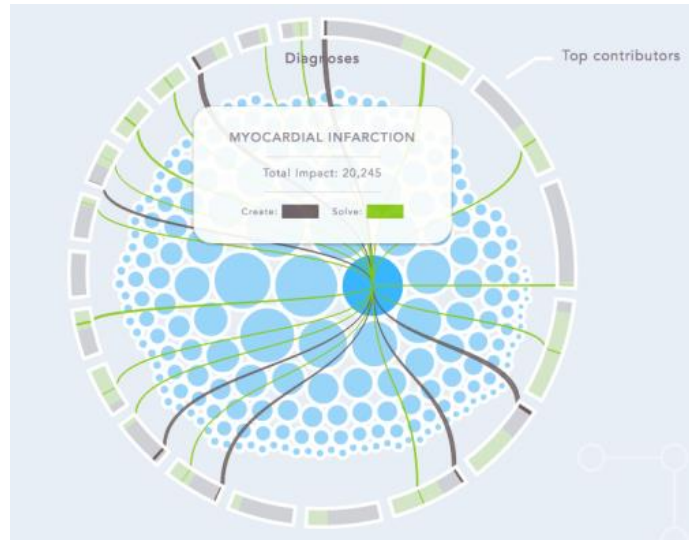 Diagnoses
Top contributors
MYOCARDIAL INFARCTION
Total Impact: 20,245
Create: Solve: